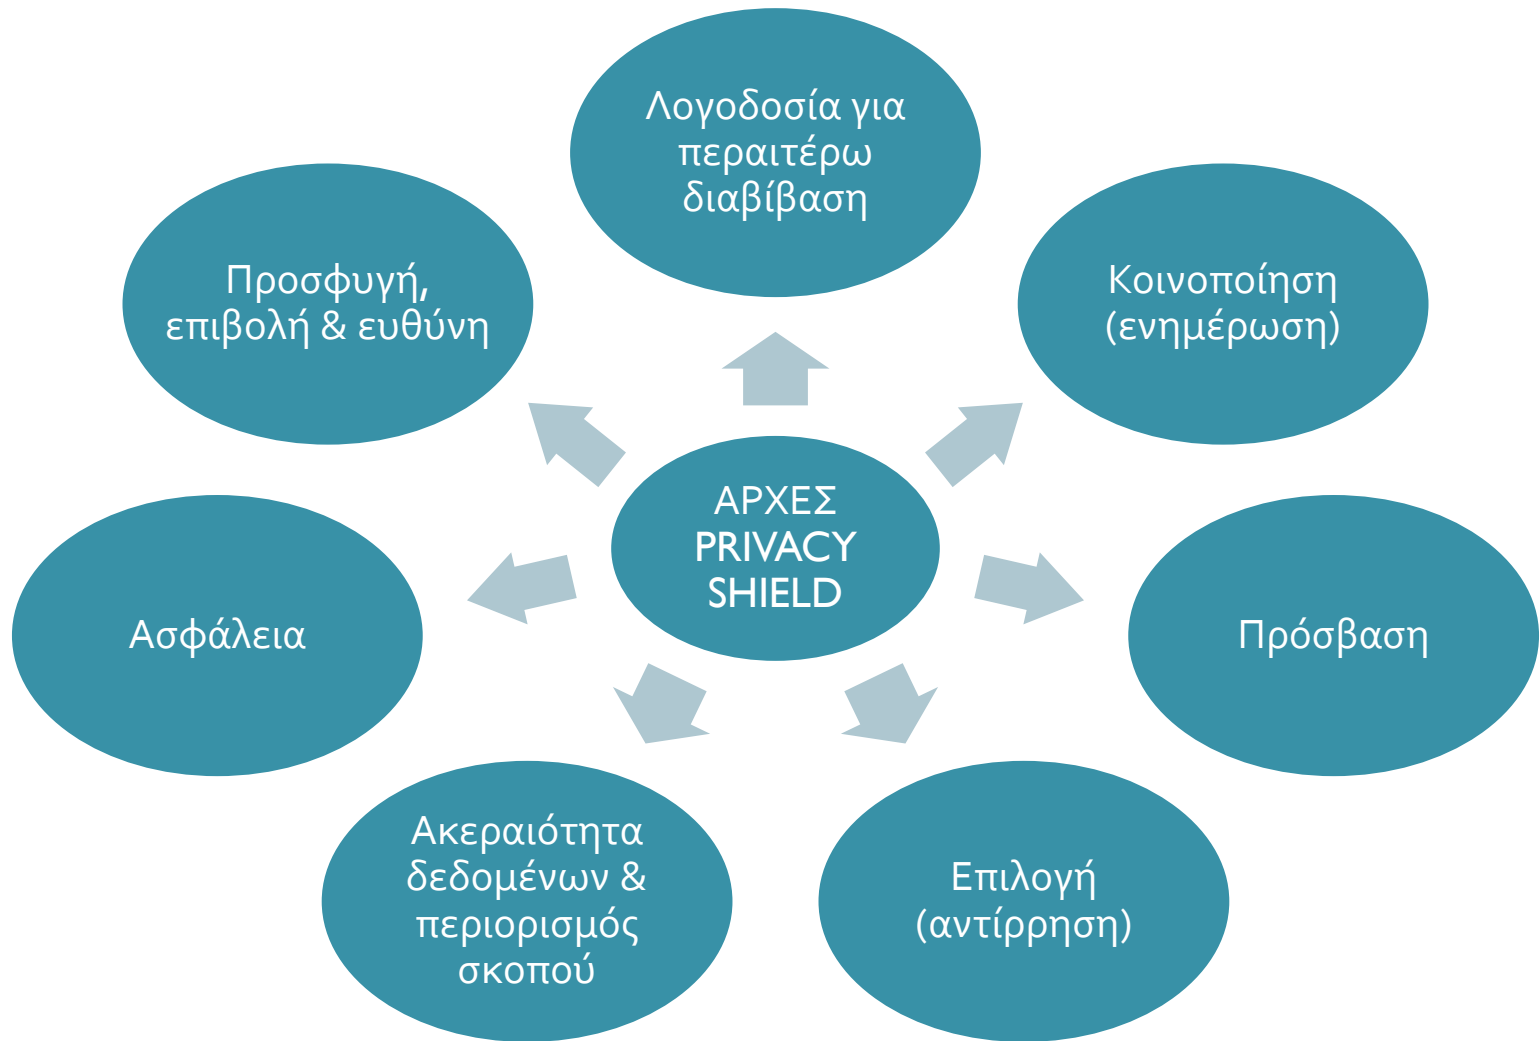 Λογοδοσία για
περαιτέρω
διαβίβαση
Προσφυγή,
επιβολή & ευθύνη
Κοινοποίηση
(ενημέρωση)
ΑΡΧΕΣ
PRIVACY
SHIELD
Ασφάλεια
Πρόσβαση
Ακεραιότητα
δεδομένων &
περιορισμός
σκοπού
Επιλογή
(αντίρρηση)